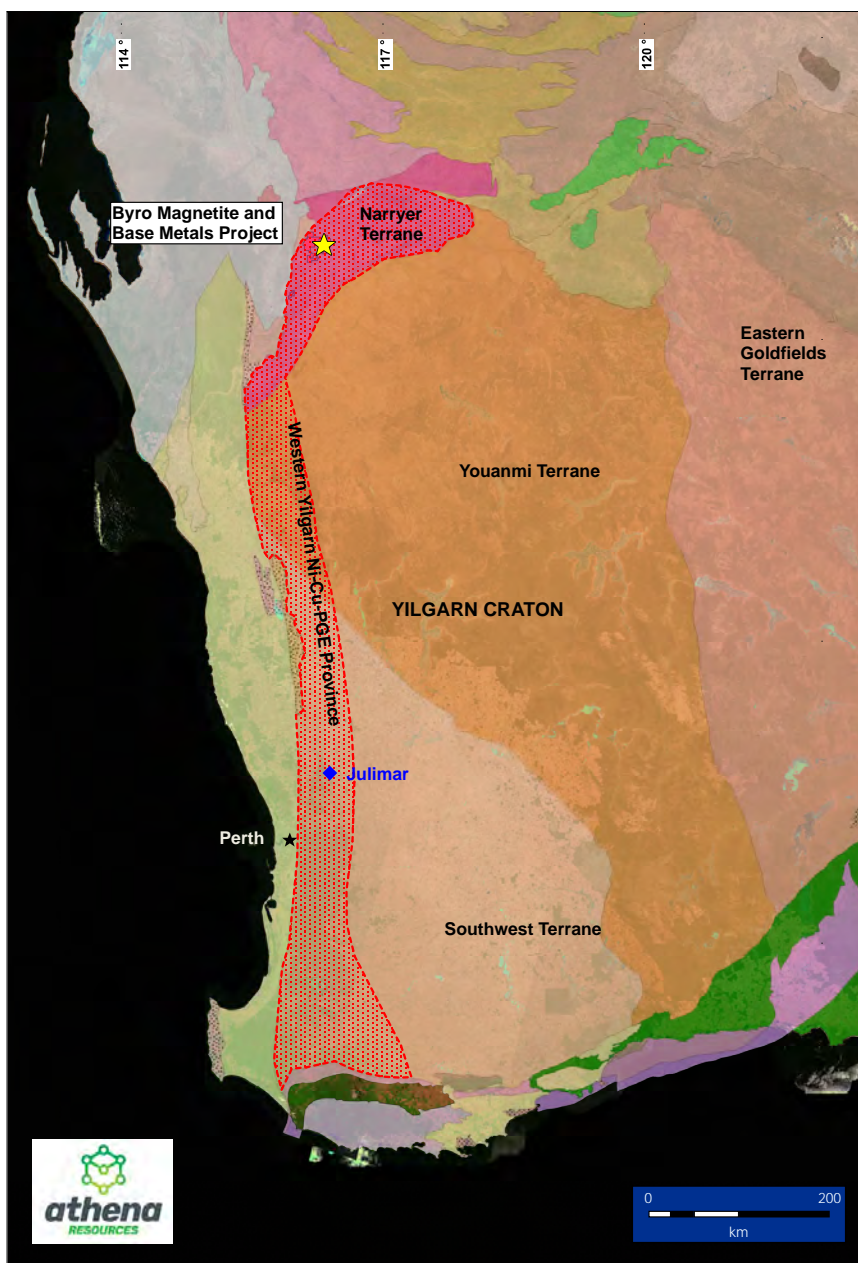 114 °
117 °
120 °
Byro Magnetite and
Base Metals Project
Narryer
Terrane
Eastern
Goldfields
Terrane
Youanmi Terrane
Western Yilgarn Ni-Cu-PGE Province
YILGARN CRATON
Julimar
Perth
Southwest Terrane
athena
RESOURCES
0 200
km